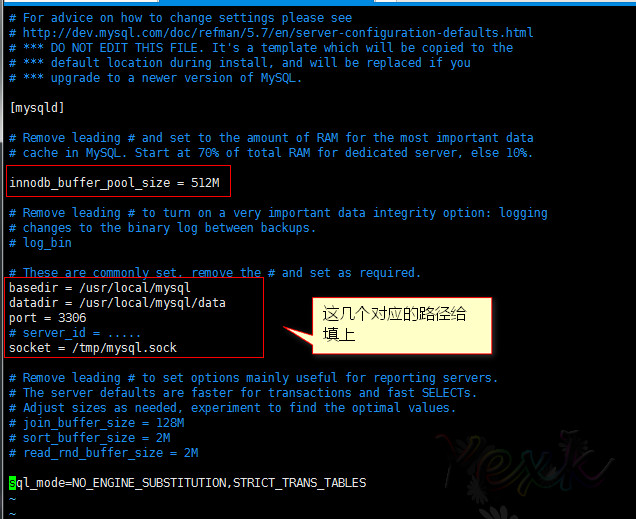 # For advice on how to change settings please see
# http://dev.mysql.com/doc/refman/5.7/en/server-configuration-defaults.html
# *** DO NOT EDIT THIS FILE. It's a template which will be copied to the
# *** default location during install, and will be replaced if you
# *** upgrade to a newer version of MySQL.
[mysqld]
# Remove leading # and set to the amount of RAM for the most important data
# cache in MySQL. Start at 70% of total RAM for dedicated server, else 10%.
innodb_buffer_pool_size = 512M
# Remove leading # to turn on a very important data integrity option: logging
# changes to the binary log between backups.
# log_bin
# These are commonly set, remove the # and set as required.
basedir = /usr/local/mysql
datadir = /usr/local/mysql/data
port = 3306
# server_id = .....
socket = /tmp/mysql.sock
这几个对应的路径给
填上
# Remove leading # to set options mainly useful for reporting servers.
# The server defaults are faster for transactions and fast SELECTs.
# Adjust sizes as needed, experiment to find the optimal values.
# join_buffer_size = 128M
# sort_buffer_size = 2M
# read_rnd_buffer_size = 2M
sql_mode=NO_ENGINE_SUBSTITUTION,STRICT_TRANS_TABLES
~
~